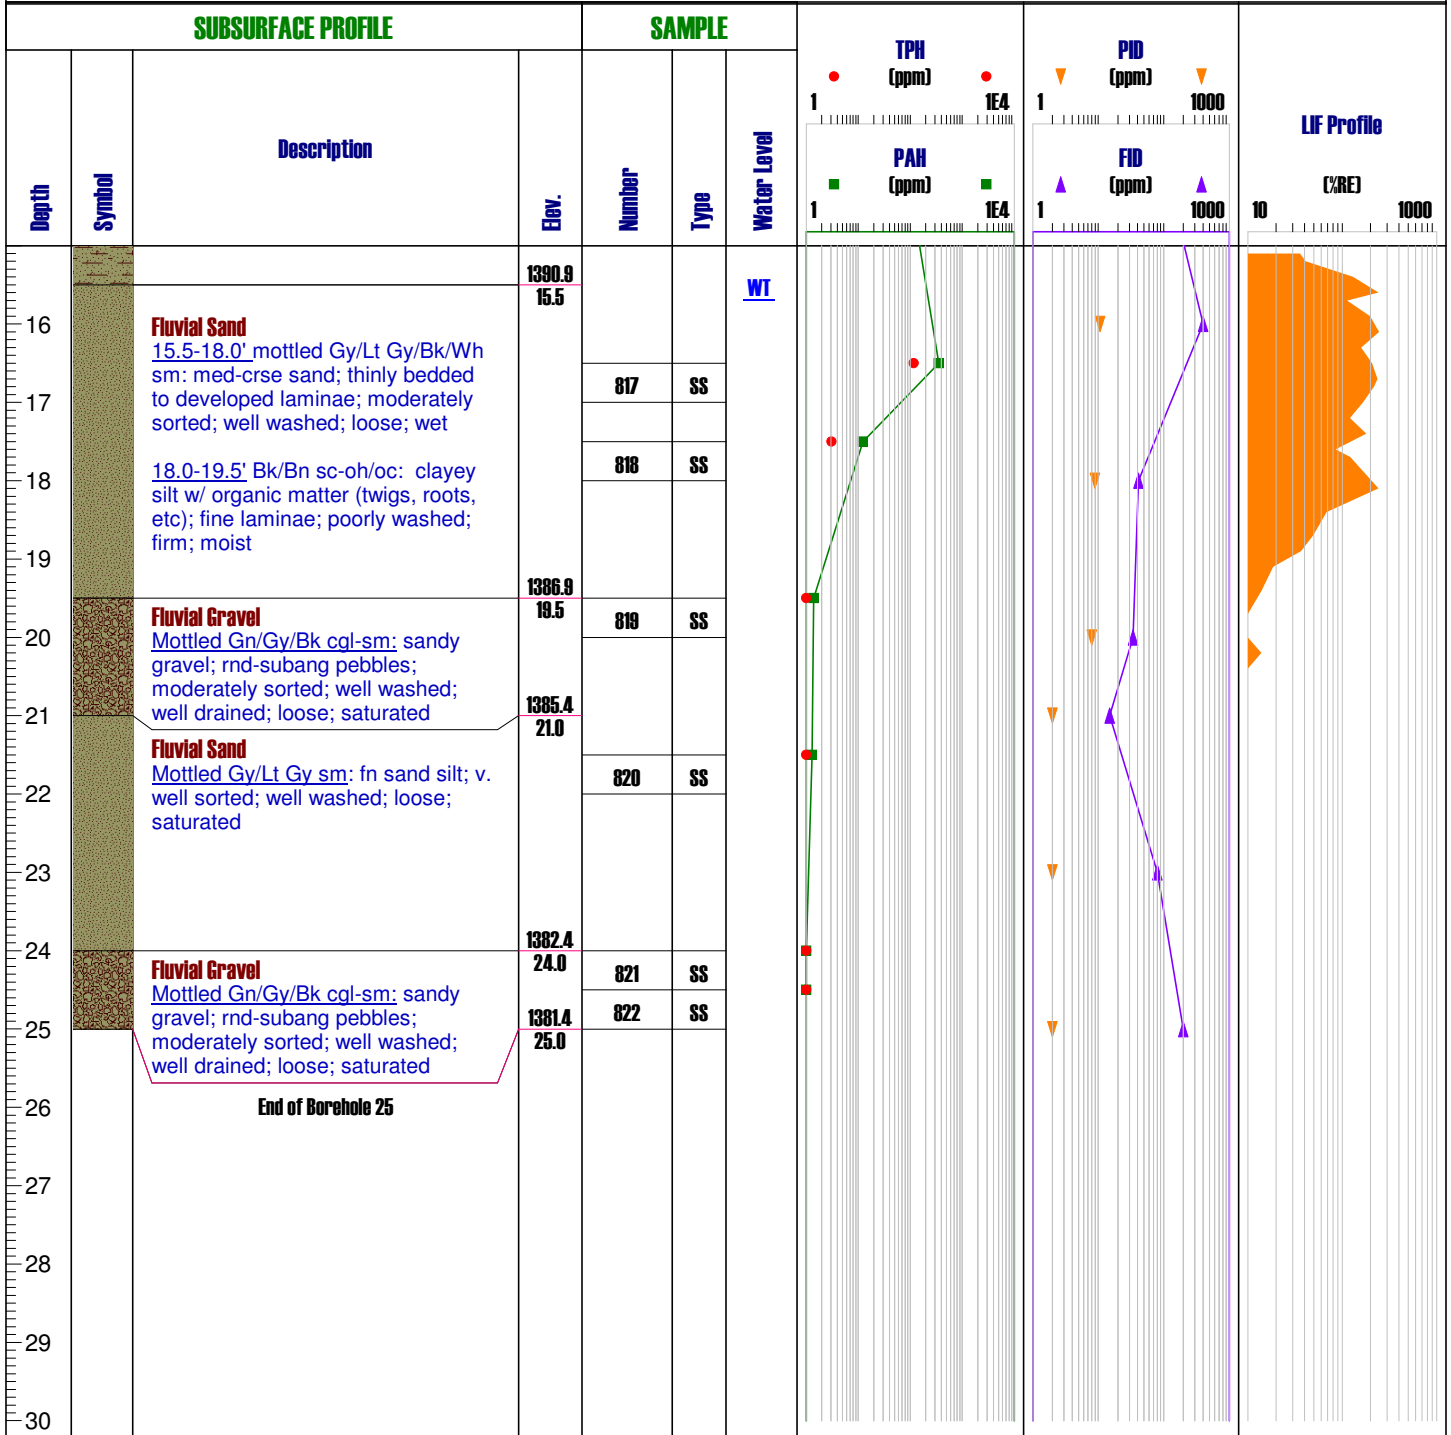 SUBSURFACE PROFILE
SAMPLE
Depth
Symbol
Description
Elev.
Number
Type
Water Level
TPH
(ppm)
1 1E4
PAH
(ppm)
1 1E4
PID
(ppm)
1 1000
FID
(ppm)
1 1000
LIF Profile
(%RE)
10 1000
1390.9
15.5
WT
16
Fluvial Sand
15.5-18.0' mottled Gy/Lt Gy/Bk/Wh
sm: med-crse sand; thinly bedded
to developed laminae; moderately
sorted; well washed; loose; wet
817 SS
17
18.0-19.5' Bk/Bn sc-oh/oc: clayey
silt w/ organic matter (twigs, roots,
etc); fine laminae; poorly washed;
firm; moist
818 SS
18
19
1386.9
19.5
Fluvial Gravel
Mottled Gn/Gy/Bk cgl-sm: sandy
gravel; rnd-subang pebbles;
moderately sorted; well washed;
well drained; loose; saturated
819 SS
20
1385.4
21.0
21
Fluvial Sand
Mottled Gy/Lt Gy sm: fn sand silt; v.
well sorted; well washed; loose;
saturated
820 SS
22
23
1382.4
24.0
24
Fluvial Gravel
Mottled Gn/Gy/Bk cgl-sm: sandy
gravel; rnd-subang pebbles;
moderately sorted; well washed;
well drained; loose; saturated
821 SS
822 SS
1381.4
25.0
25
End of Borehole 25
26
27
28
29
30